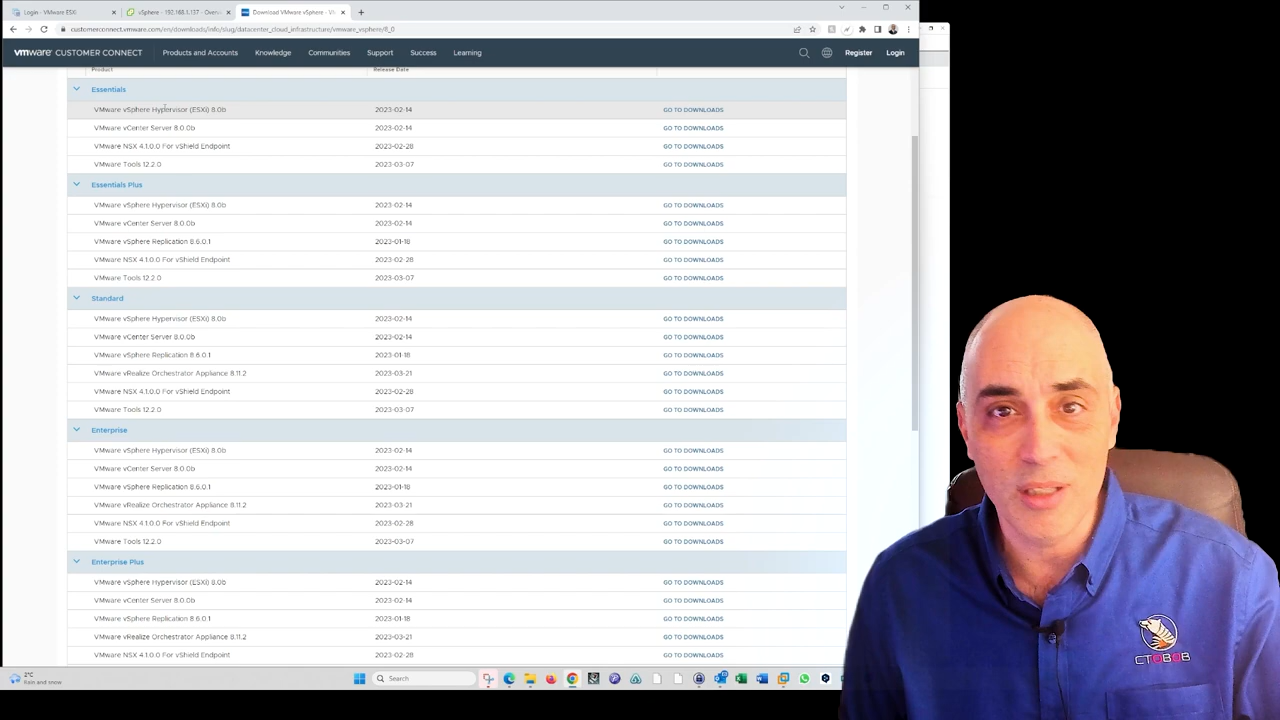 Login - VMware ESXi
vSphere - 192.168.1.137 - Overv
Download VMware vSphere - VM
customerconnect.vmware.com/en/downloads/info/slug/datacenter_cloud_infrastructure/vmware_vsphere/8_0
vmware CUSTOMER CONNECT Products and Accounts Knowledge Communities Support Success Learning Register Login
Product Release Date
Essentials
VMware vSphere Hypervisor (ESXi) 8.0b 2023-02-14 GO TO DOWNLOADS
VMware vCenter Server 8.0.0b 2023-02-14 GO TO DOWNLOADS
VMware NSX 4.1.0.0 For vShield Endpoint 2023-02-28 GO TO DOWNLOADS
VMware Tools 12.2.0 2023-03-07 GO TO DOWNLOADS
Essentials Plus
VMware vSphere Hypervisor (ESXi) 8.0b 2023-02-14 GO TO DOWNLOADS
VMware vCenter Server 8.0.0b 2023-02-14 GO TO DOWNLOADS
VMware vSphere Replication 8.6.0.1 2023-01-18 GO TO DOWNLOADS
VMware NSX 4.1.0.0 For vShield Endpoint 2023-02-28 GO TO DOWNLOADS
VMware Tools 12.2.0 2023-03-07 GO TO DOWNLOADS
Standard
VMware vSphere Hypervisor (ESXi) 8.0b 2023-02-14 GO TO DOWNLOADS
VMware vCenter Server 8.0.0b 2023-02-14 GO TO DOWNLOADS
VMware vSphere Replication 8.6.0.1 2023-01-18 GO TO DOWNLOADS
VMware vRealize Orchestrator Appliance 8.11.2 2023-03-21 GO TO DOWNLOADS
VMware NSX 4.1.0.0 For vShield Endpoint 2023-02-28 GO TO DOWNLOADS
VMware Tools 12.2.0 2023-03-07 GO TO DOWNLOADS
Enterprise
VMware vSphere Hypervisor (ESXi) 8.0b 2023-02-14 GO TO DOWNLOADS
VMware vCenter Server 8.0.0b 2023-02-14 GO TO DOWNLOADS
VMware vSphere Replication 8.6.0.1 2023-01-18 GO TO DOWNLOADS
VMware vRealize Orchestrator Appliance 8.11.2 2023-03-21 GO TO DOWNLOADS
VMware NSX 4.1.0.0 For vShield Endpoint 2023-02-28 GO TO DOWNLOADS
VMware Tools 12.2.0 2023-03-07 GO TO DOWNLOADS
Enterprise Plus
VMware vSphere Hypervisor (ESXi) 8.0b 2023-02-14 GO TO DOWNLOADS
VMware vCenter Server 8.0.0b 2023-02-14 GO TO DOWNLOADS
VMware vSphere Replication 8.6.0.1 2023-01-18 GO TO DOWNLOADS
VMware vRealize Orchestrator Appliance 8.11.2 2023-03-21 GO TO DOWNLOADS
VMware NSX 4.1.0.0 For vShield Endpoint 2023-02-28 GO TO DOWNLOADS
CTOBOB
2°C
Rain and snow
Search